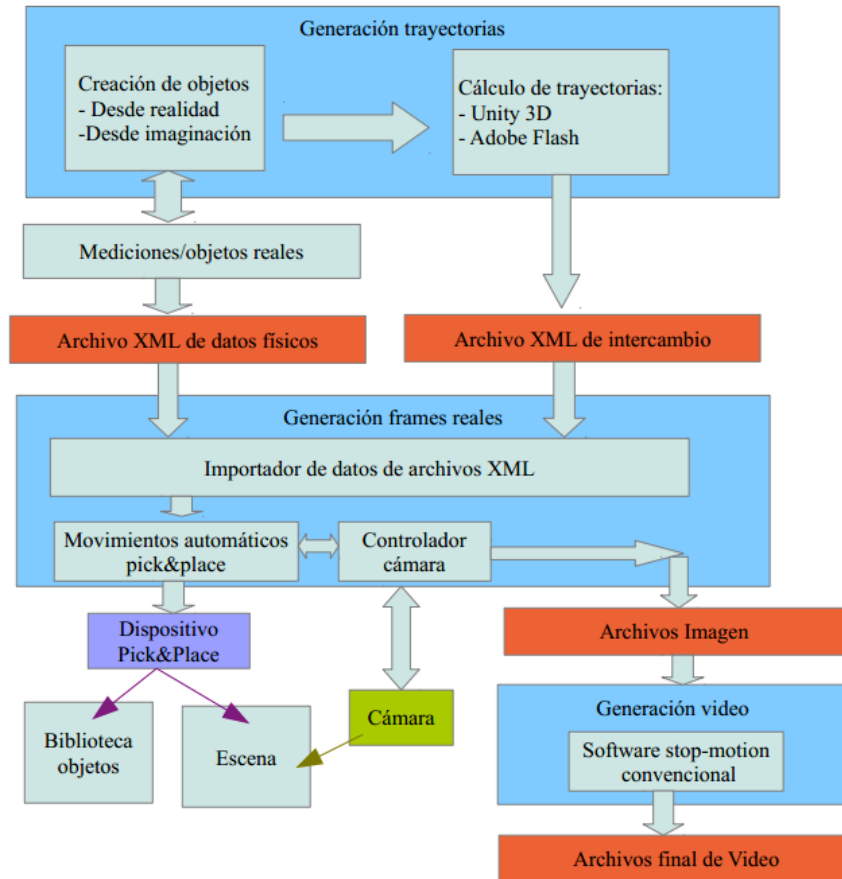 Generación trayectorias
Creación de objetos
- Desde realidad
-Desde imaginación
Cálculo de trayectorias:
- Unity 3D
- Adobe Flash
Mediciones/objetos reales
Archivo XML de datos físicos
Archivo XML de intercambio
Generación frames reales
Importador de datos de archivos XML
Movimientos automáticos
pick&place
Controlador
cámara
Dispositivo
Pick&Place
Archivos Imagen
Biblioteca
objetos
Escena
Cámara
Generación video
Software stop-motion
convencional
Archivos final de Video